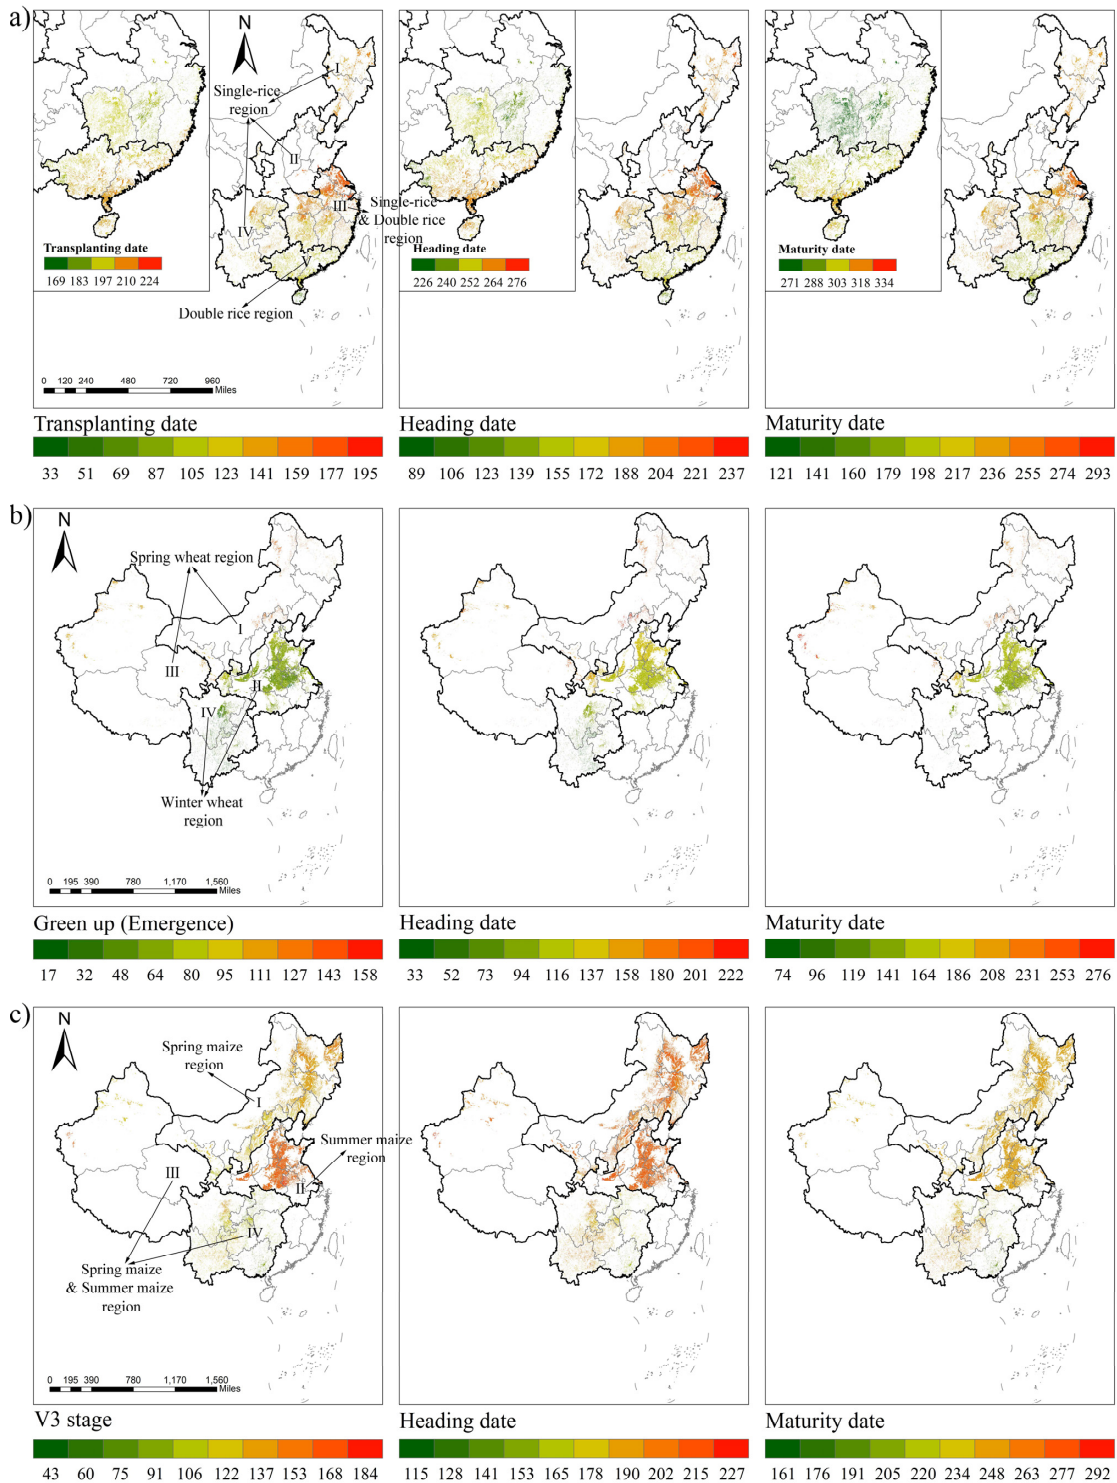 a)
N
I
Single-rice
region
II
III
Single-rice
& Double rice
region
IV
V
Double rice region
Transplanting date
169 183 197 210 224
0 120 240 480 720 960
Miles
Heading date
226 240 252 264 276
Maturity date
271 288 303 318 334
Transplanting date
33 51 69 87 105 123 141 159 177 195
Heading date
89 106 123 139 155 172 188 204 221 237
Maturity date
121 141 160 179 198 217 236 255 274 293
b)
N
Spring wheat region
I
III
II
IV
Winter wheat
region
0 195 390 780 1,170 1,560
Miles
Green up (Emergence)
17 32 48 64 80 95 111 127 143 158
Heading date
33 52 73 94 116 137 158 180 201 222
Maturity date
74 96 119 141 164 186 208 231 253 276
c)
N
Spring maize
region
I
Summer maize
region
III
II
IV
Spring maize
& Summer maize
region
0 195 390 780 1,170 1,560
Miles
V3 stage
43 60 75 91 106 122 137 153 168 184
Heading date
115 128 141 153 165 178 190 202 215 227
Maturity date
161 176 191 205 220 234 248 263 277 292